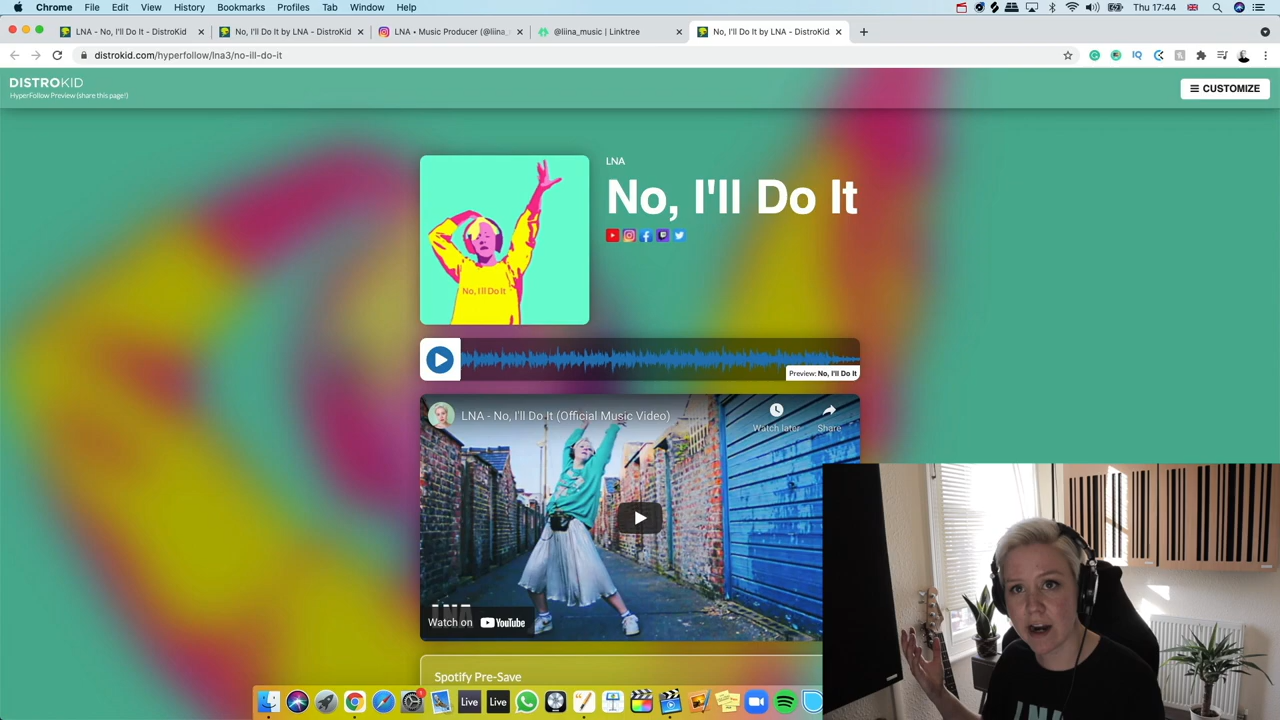 Chrome File Edit View History Bookmarks Profiles Tab Window Help Thu 17:44
LNA - No, I'll Do It - DistroKid
No, I'll Do It by LNA - DistroKid
LNA • Music Producer (@liina_
@liina_music | Linktree
No, I'll Do It by LNA - DistroKid
distrokid.com/hyperfollow/lna3/no-ill-do-it
DISTROKID
HyperFollow Preview (share this page!)
CUSTOMIZE
LNA
No, I'll Do It
No, I'll Do It
Preview: No, I'll Do It
LNA - No, I'll Do It (Official Music Video)
Watch later
Share
Watch on YouTube
Spotify Pre-Save
Live Live